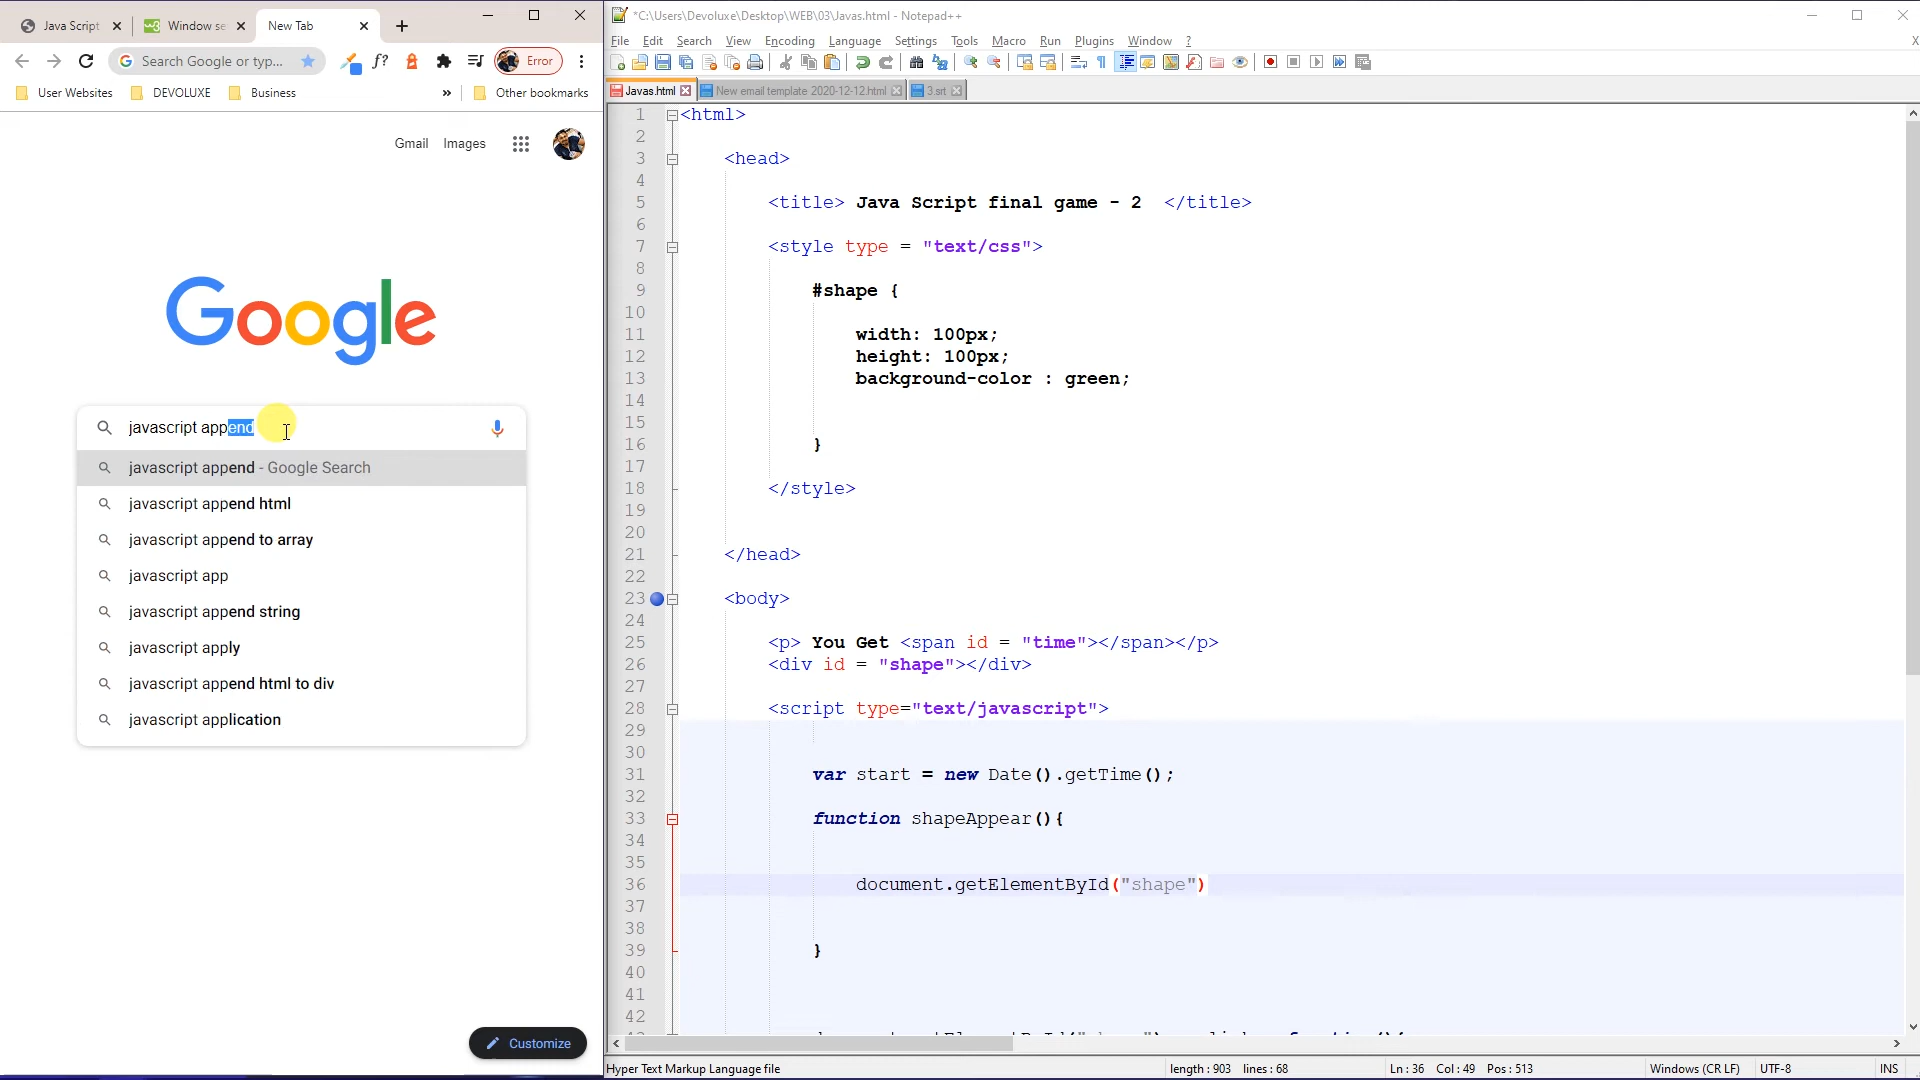 Java Script
Window se
New Tab
Search Google or typ...
f?
Error
User Websites
DEVOLUXE
Business
»
Other bookmarks
Gmail
Images
Google
javascript append
javascript append - Google Search
javascript append html
javascript append to array
javascript app
javascript append string
javascript apply
javascript append html to div
javascript application
Customize
*C:\Users\Devoluxe\Desktop\WEB\03\Javas.html - Notepad++
File Edit Search View Encoding Language Settings Tools Macro Run Plugins Window ?
X
Javas.html New email template 2020-12-12.html 3.srt
1 <html>
2
3 <head>
4
5 <title> Java Script final game - 2 </title>
6
7 <style type = "text/css">
8
9 #shape {
10
11 width: 100px;
12 height: 100px;
13 background-color : green;
14
15
16 }
17
18 </style>
19
20
21 </head>
22
23 <body>
24
25 <p> You Get <span id = "time"></span></p>
26 <div id = "shape"></div>
27
28 <script type="text/javascript">
29
30
31 var start = new Date().getTime();
32
33 function shapeAppear(){
34
35
36 document.getElementById("shape")
37
38
39 }
40
41
42
Hyper Text Markup Language file
length : 903 lines : 68
Ln : 36 Col : 49 Pos : 513
Windows (CR LF)
UTF-8
INS